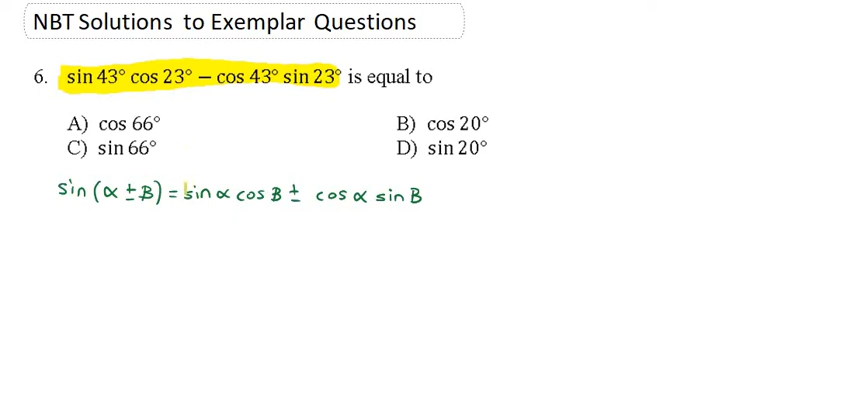 NBT Solutions to Exemplar Questions
6. sin 43° cos 23° − cos 43° sin 23° is equal to
A) cos 66° B) cos 20°
C) sin 66° D) sin 20°
sin (α ± B) = sin α cos B ± cos α sin B